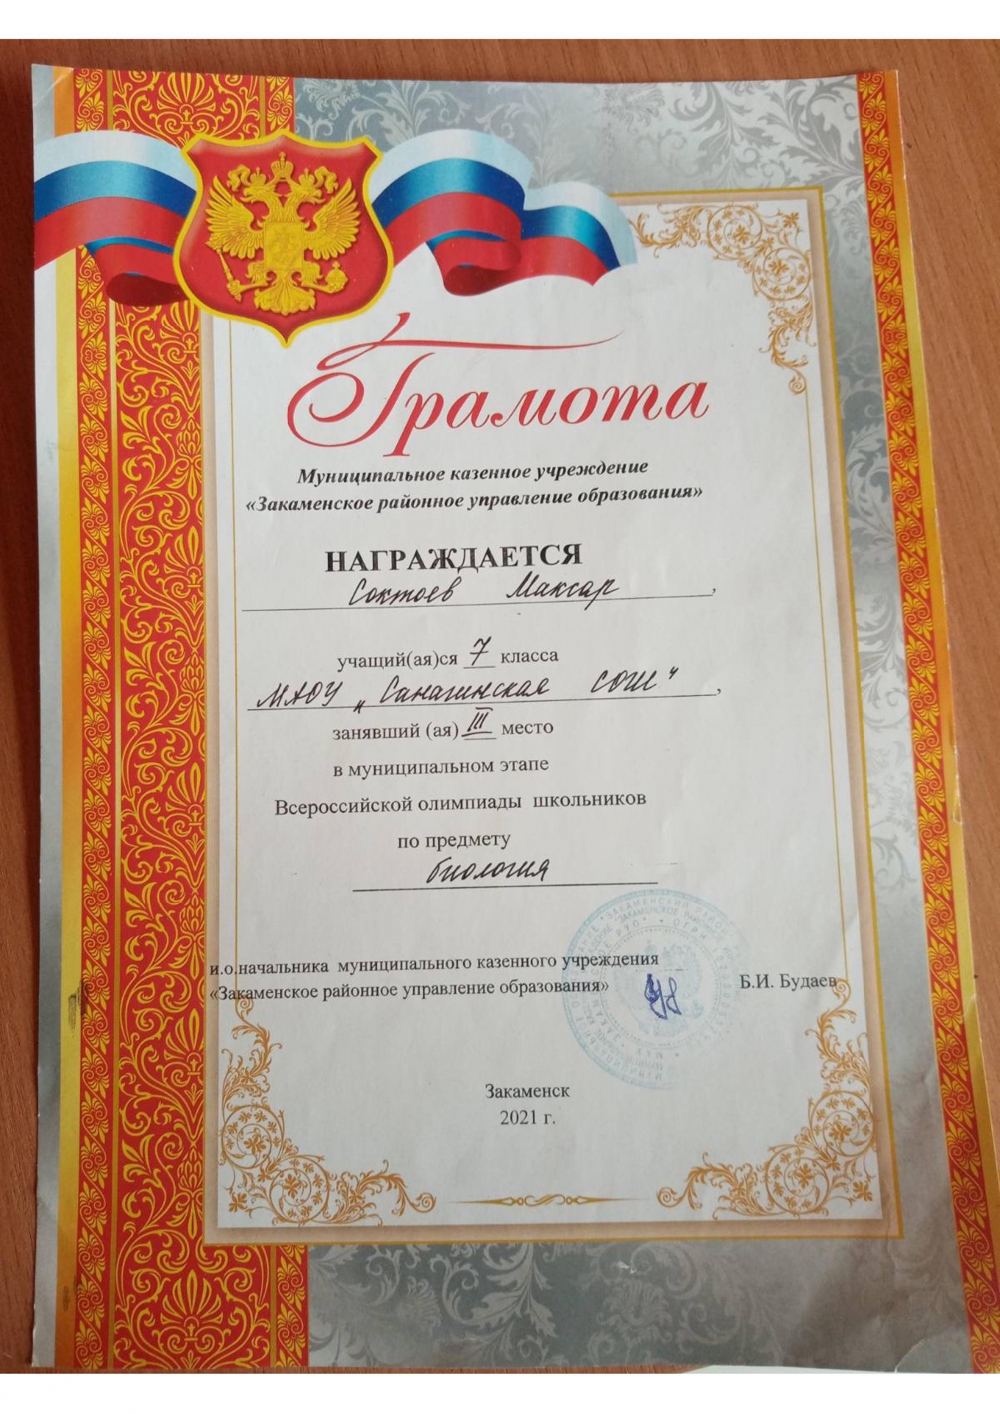 Грамота
Муниципальное казенное учреждение
«Закаменское районное управление образования»
НАГРАЖДАЕТСЯ
Соктоев Максар,
учащий(ая)ся 7 класса
МАОУ „Санагинская СОШ",
занявший (ая) III место
в муниципальном этапе
Всероссийской олимпиады школьников
по предмету
биология
и.о.начальника муниципального казенного учреждения
«Закаменское районное управление образования» Б.И. Будаев
Закаменск
2021 г.